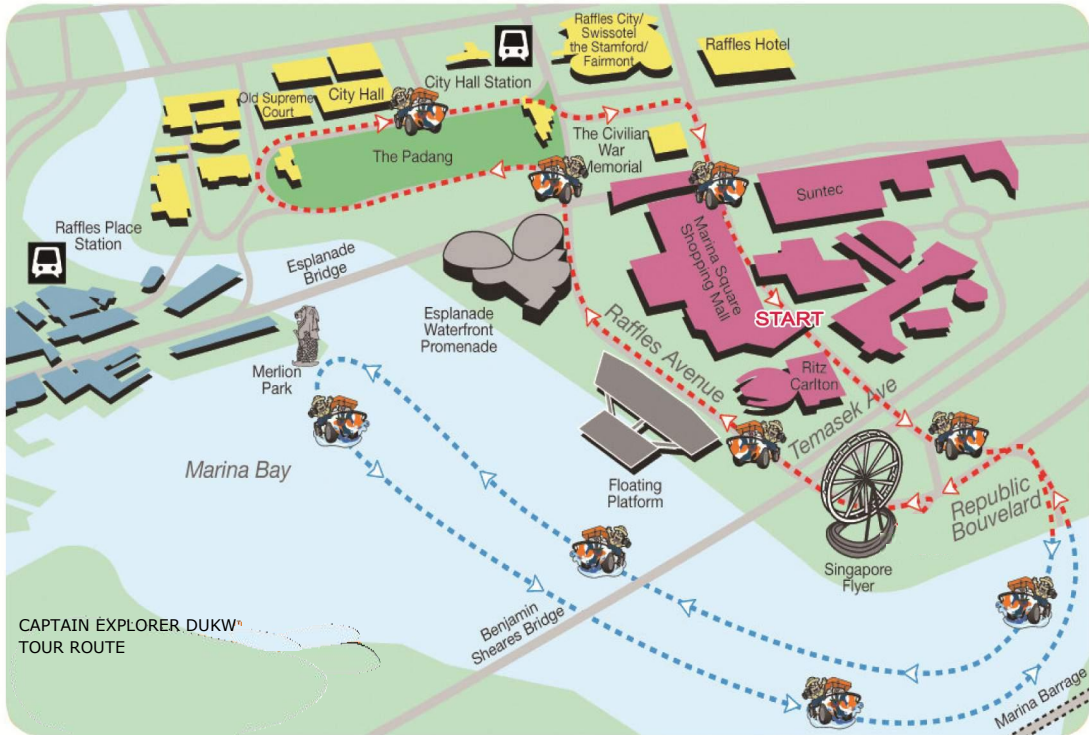 Raffles City/
Swissotel
the Stamford/
Fairmont
Raffles Hotel
City Hall Station
Old Supreme
Court
City Hall
The Padang
The Civilian
War
Memorial
Suntec
Raffles Place
Station
Esplanade
Bridge
Marina Square
Shopping Mall
START
Esplanade
Waterfront
Promenade
Raffles Avenue
Merlion
Park
Ritz
Carlton
Temasek Ave
Marina Bay
Floating
Platform
Republic
Bouvelard
Singapore
Flyer
Benjamin
Sheares Bridge
CAPTAIN EXPLORER DUKW
TOUR ROUTE
Marina Barrage